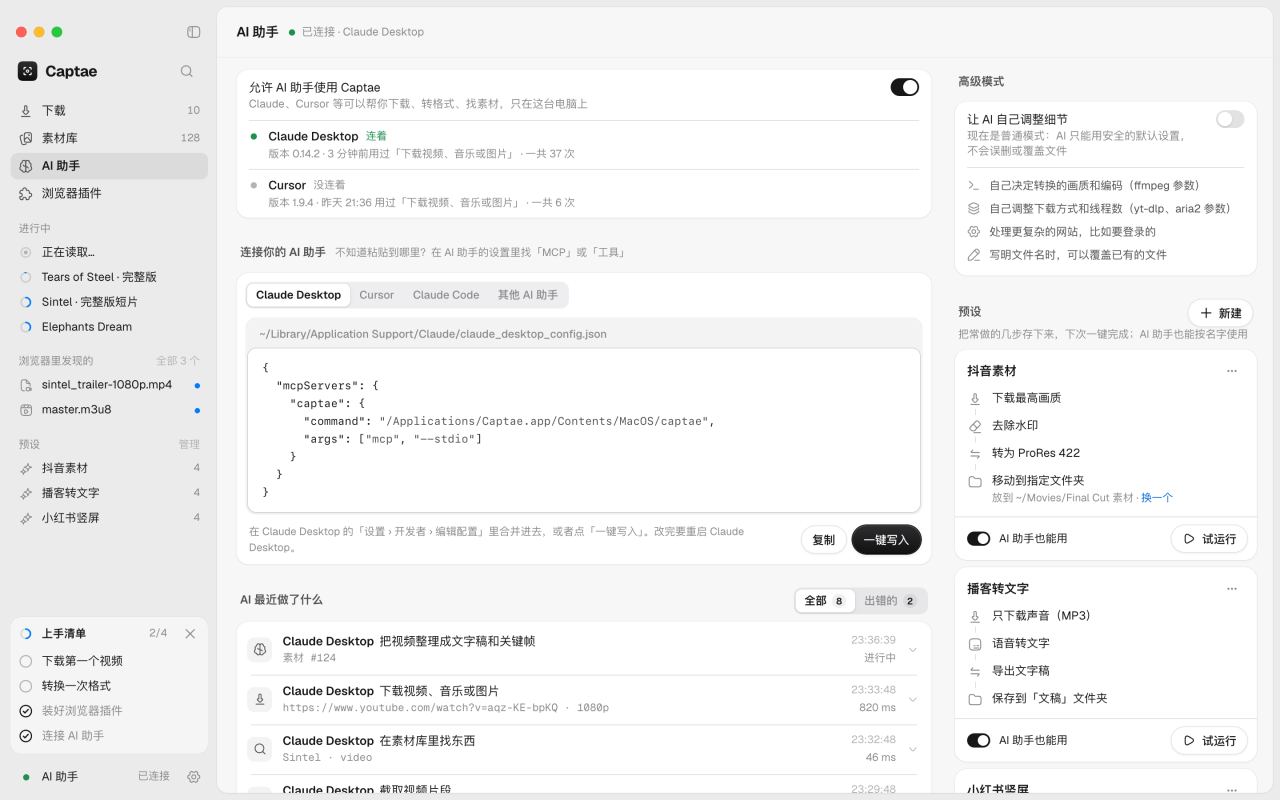 Captae
下载 10
素材库 128
AI 助手
浏览器插件
进行中
正在读取…
Tears of Steel · 完整版
Sintel · 完整版短片
Elephants Dream
浏览器里发现的 全部 3 个
sintel_trailer-1080p.mp4
master.m3u8
预设 管理
抖音素材 4
播客转文字 4
小红书竖屏 4
上手清单 2/4
下载第一个视频
转换一次格式
装好浏览器插件
连接 AI 助手
AI 助手 已连接
AI 助手 已连接 · Claude Desktop
允许 AI 助手使用 Captae
Claude、Cursor 等可以帮你下载、转格式、找素材，只在这台电脑上
Claude Desktop 连着
版本 0.14.2 · 3 分钟前用过「下载视频、音乐或图片」 · 一共 37 次
Cursor 没连着
版本 1.9.4 · 昨天 21:36 用过「下载视频、音乐或图片」 · 一共 6 次
连接你的 AI 助手 不知道粘贴到哪里？在 AI 助手的设置里找「MCP」或「工具」
Claude Desktop Cursor Claude Code 其他 AI 助手
~/Library/Application Support/Claude/claude_desktop_config.json
{
"mcpServers": {
"captae": {
"command": "/Applications/Captae.app/Contents/MacOS/captae",
"args": ["mcp", "--stdio"]
}
}
}
在 Claude Desktop 的「设置 › 开发者 › 编辑配置」里合并进去，或者点「一键写入」。改完要重启 Claude
Desktop。
复制 一键写入
AI 最近做了什么 全部 8 出错的 2
Claude Desktop 把视频整理成文字稿和关键帧 23:36:39
素材 #124 进行中
Claude Desktop 下载视频、音乐或图片 23:33:48
https://www.youtube.com/watch?v=aqz-KE-bpKQ · 1080p 820 ms
Claude Desktop 在素材库里找东西 23:32:48
Sintel · video 46 ms
Claude Desktop 截取视频片段 23:29:48
高级模式
让 AI 自己调整细节
现在是普通模式：AI 只能用安全的默认设置，
不会误删或覆盖文件
自己决定转换的画质和编码（ffmpeg 参数）
自己调整下载方式和线程数（yt-dlp、aria2 参数）
处理更复杂的网站，比如要登录的
写明文件名时，可以覆盖已有的文件
预设 新建
把常做的几步存下来，下次一键完成；AI 助手也能按名字使用
抖音素材
下载最高画质
去除水印
转为 ProRes 422
移动到指定文件夹
放到 ~/Movies/Final Cut 素材 · 换一个
AI 助手也能用 试运行
播客转文字
只下载声音（MP3）
语音转文字
导出文字稿
保存到「文稿」文件夹
AI 助手也能用 试运行
小红书竖屏